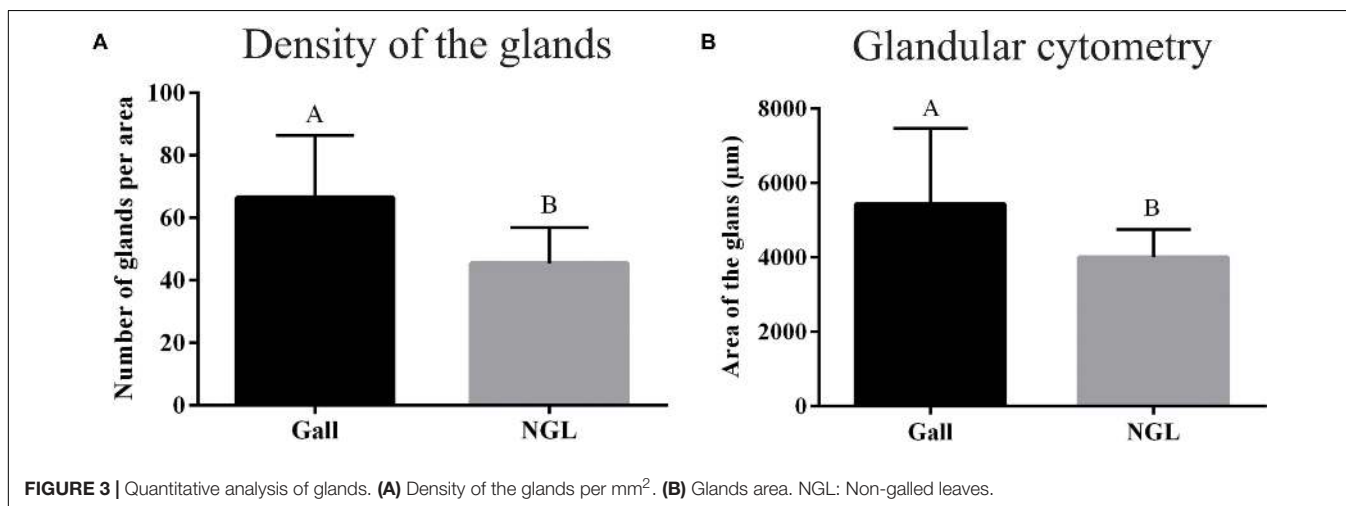 A
Density of the glands
Number of glands per area
100
80
60
40
20
0
A
B
Gall
NGL
B
Glandular cytometry
Area of the glans (µm)
8000
6000
4000
2000
0
A
B
Gall
NGL
FIGURE 3 | Quantitative analysis of glands. (A) Density of the glands per mm². (B) Glands area. NGL: Non-galled leaves.